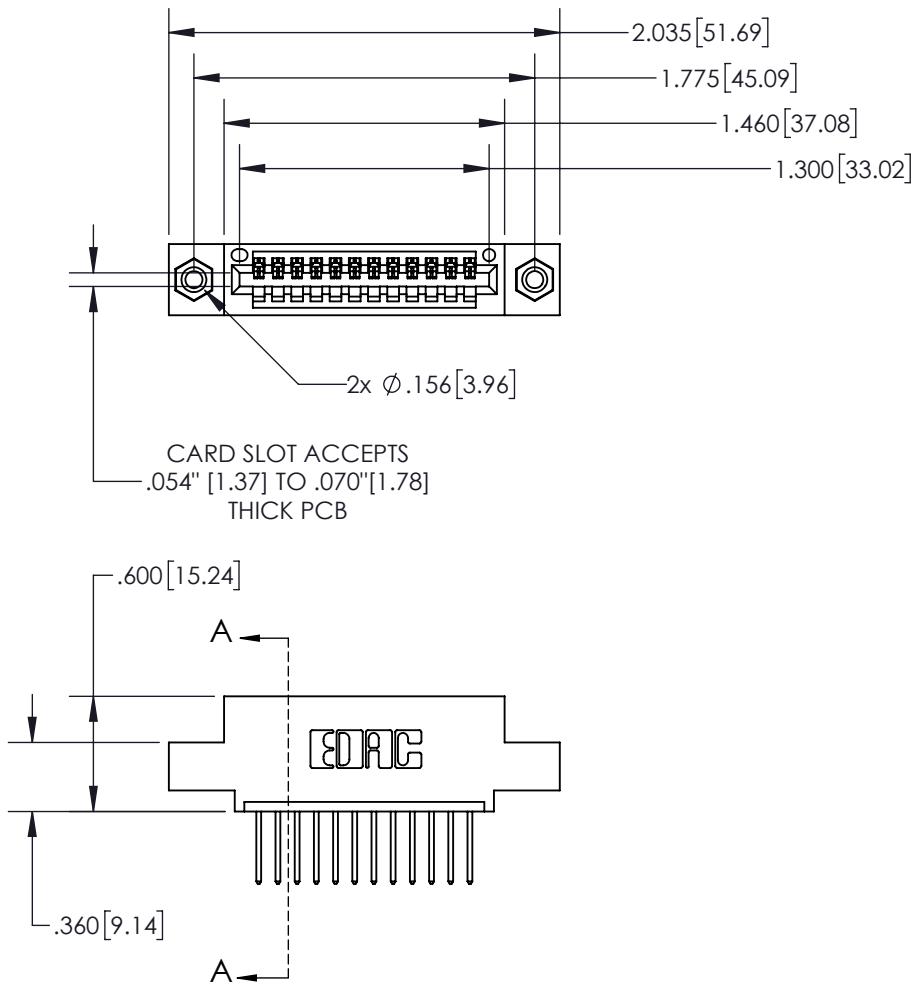 2.035[51.69]
1.775[45.09]
1.460[37.08]
1.300[33.02]
2x ⌀.156[3.96]
CARD SLOT ACCEPTS
.054" [1.37] TO .070"[1.78]
THICK PCB
.600[15.24]
A
EDAC
.360[9.14]
A